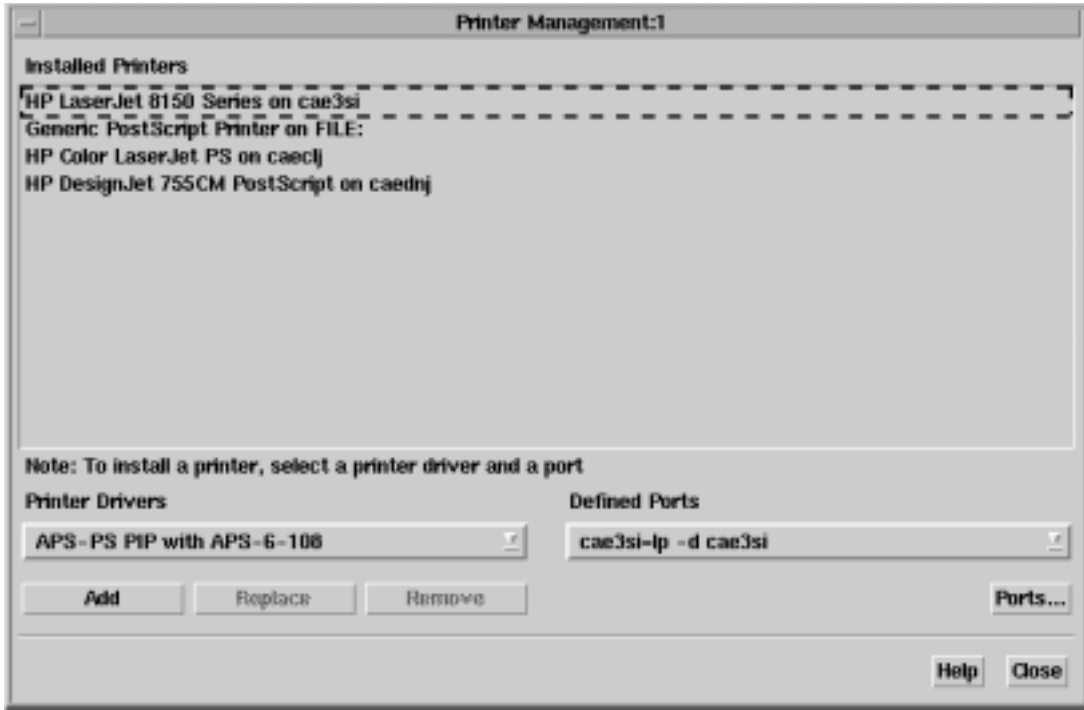 Printer Management:1
Installed Printers
HP LaserJet 8150 Series on cae3si
Generic PostScript Printer on FILE:
HP Color LaserJet PS on caeclj
HP DesignJet 755CM PostScript on caednj
Note: To install a printer, select a printer driver and a port
Printer Drivers
Defined Ports
APS-PS PIP with APS-6-108
cae3si=lp -d cae3si
Add
Replace
Remove
Ports...
Help
Close